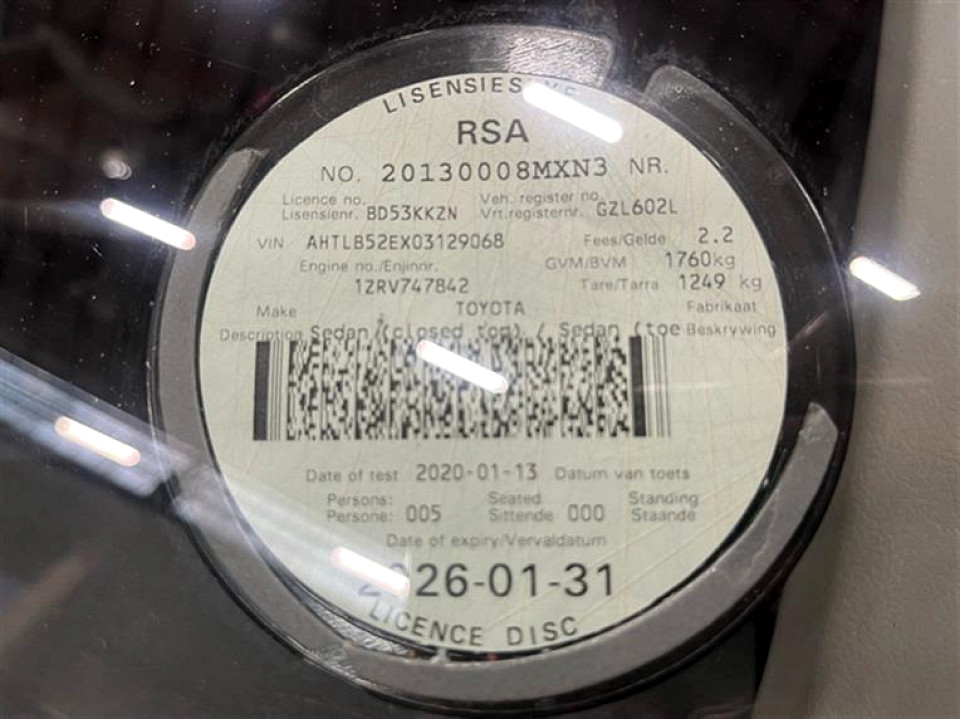 LISENSIES
RSA
NO. 20130008MXN3 NR.
Licence no. Veh. register no.
Lisensienr. BD53KKZN Vrt.registernr. GZL602L
VIN AHTLB52EX03129068 Fees/Gelde 2.2
Engine no./Enjinnr. GVM/BVM 1760kg
1ZRV747842 Tare/Tarra 1249 kg
Make TOYOTA Fabrikaat
Description Sedan (closed top) / Sedan (toe Beskrywing
Date of test 2020-01-13 Datum van toets
Persons: Seated Standing
Persone: 005 Sittende 000 Staande
Date of expiry/Vervaldatum
2026-01-31
LICENCE DISC